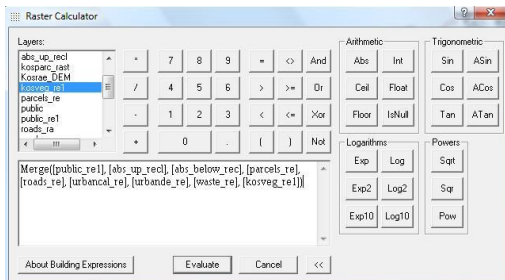 Raster Calculator
Layers:
abs_up_recl
kosparc_rast
Kosrae_DEM
kosveg_re1
parcels_re
public
public_re1
roads_ra
* 7 8 9 = <> And
/ 4 5 6 > >= Or
- 1 2 3 < <= Xor
+ 0 . ( ) Not
Arithmetic
Abs Int
Ceil Float
Floor IsNull
Trigonometric
Sin ASin
Cos ACos
Tan ATan
Logarithms
Exp Log
Exp2 Log2
Exp10 Log10
Powers
Sqrt
Sqr
Pow
Merge([public_re1], [abs_up_recl], [abs_below_rec], [parcels_re],
[roads_re], [urbancal_re], [urbande_re], [waste_re], [kosveg_re1])
About Building Expressions Evaluate Cancel <<